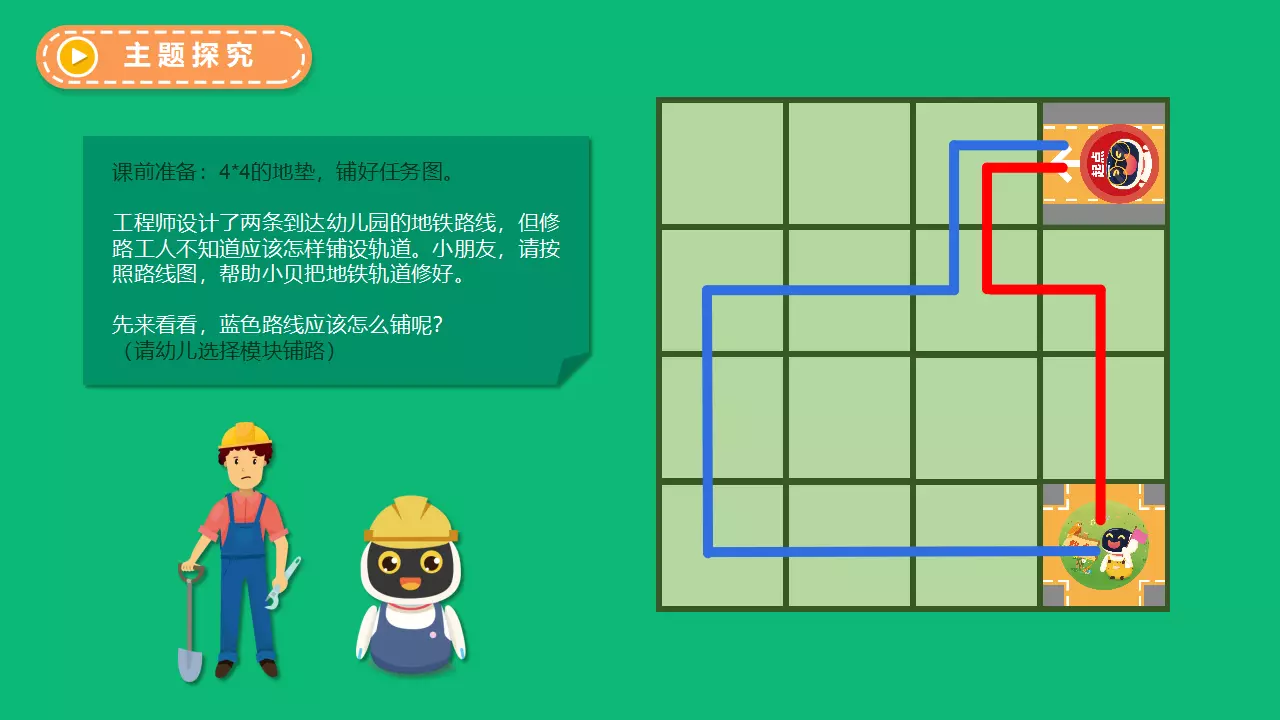 主题探究
课前准备：4*4的地垫，铺好任务图。
工程师设计了两条到达幼儿园的地铁路线，但修
路工人不知道应该怎样铺设轨道。小朋友，请按
照路线图，帮助小贝把地铁轨道修好。
先来看看，蓝色路线应该怎么铺呢？
（请幼儿选择模块铺路）
起点